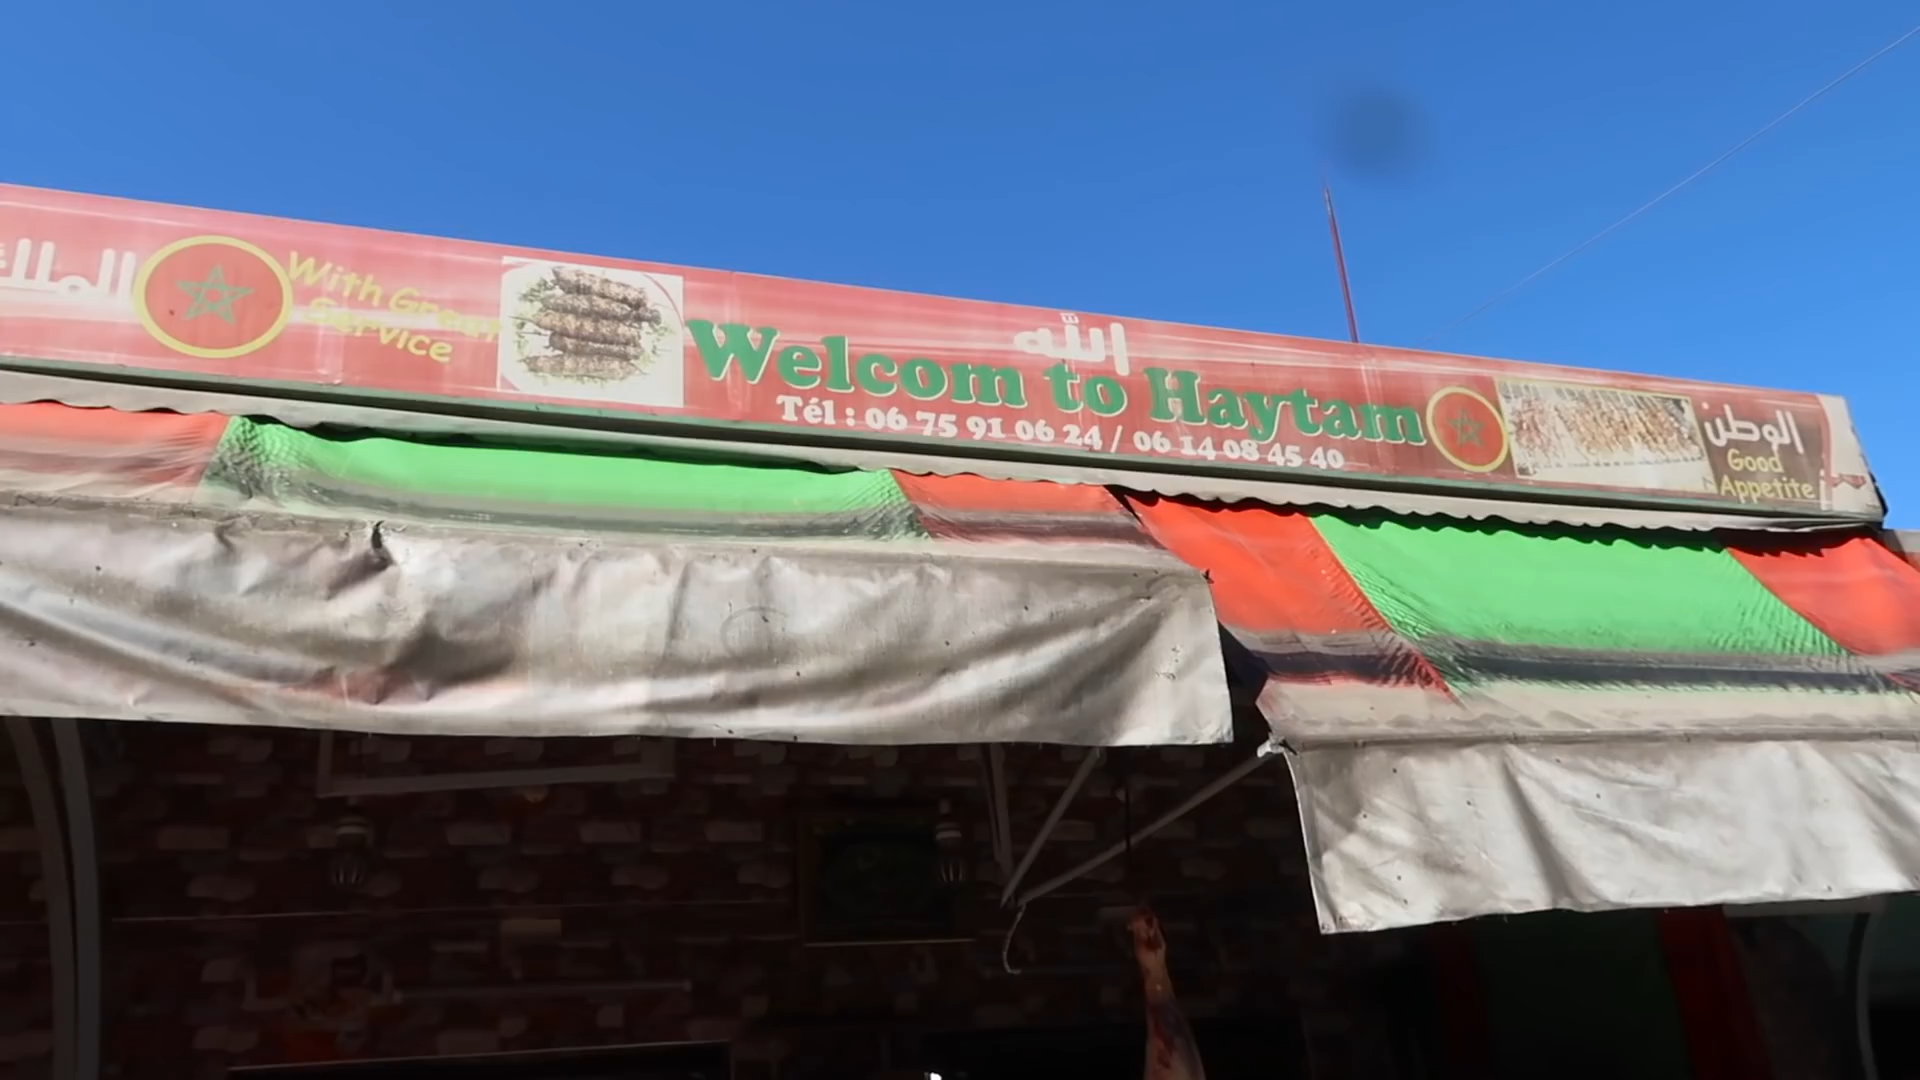 الملك
With Great
Service
الله
Welcom to Haytam
Tél : 06 75 91 06 24 / 06 14 08 45 40
الوطن
Good
Appetite